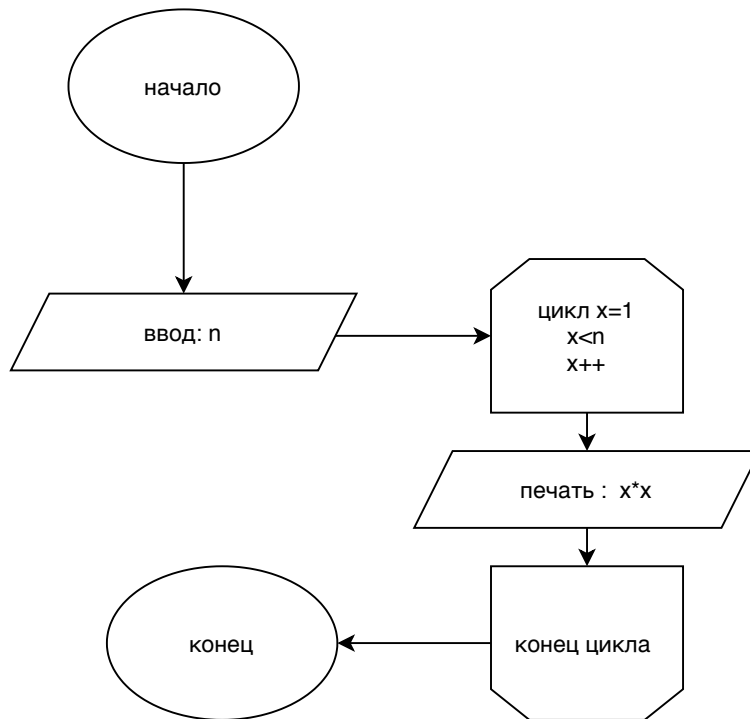 начало
ввод: n
цикл x=1
x<n
x++
печать :  x*x
конец цикла
конец